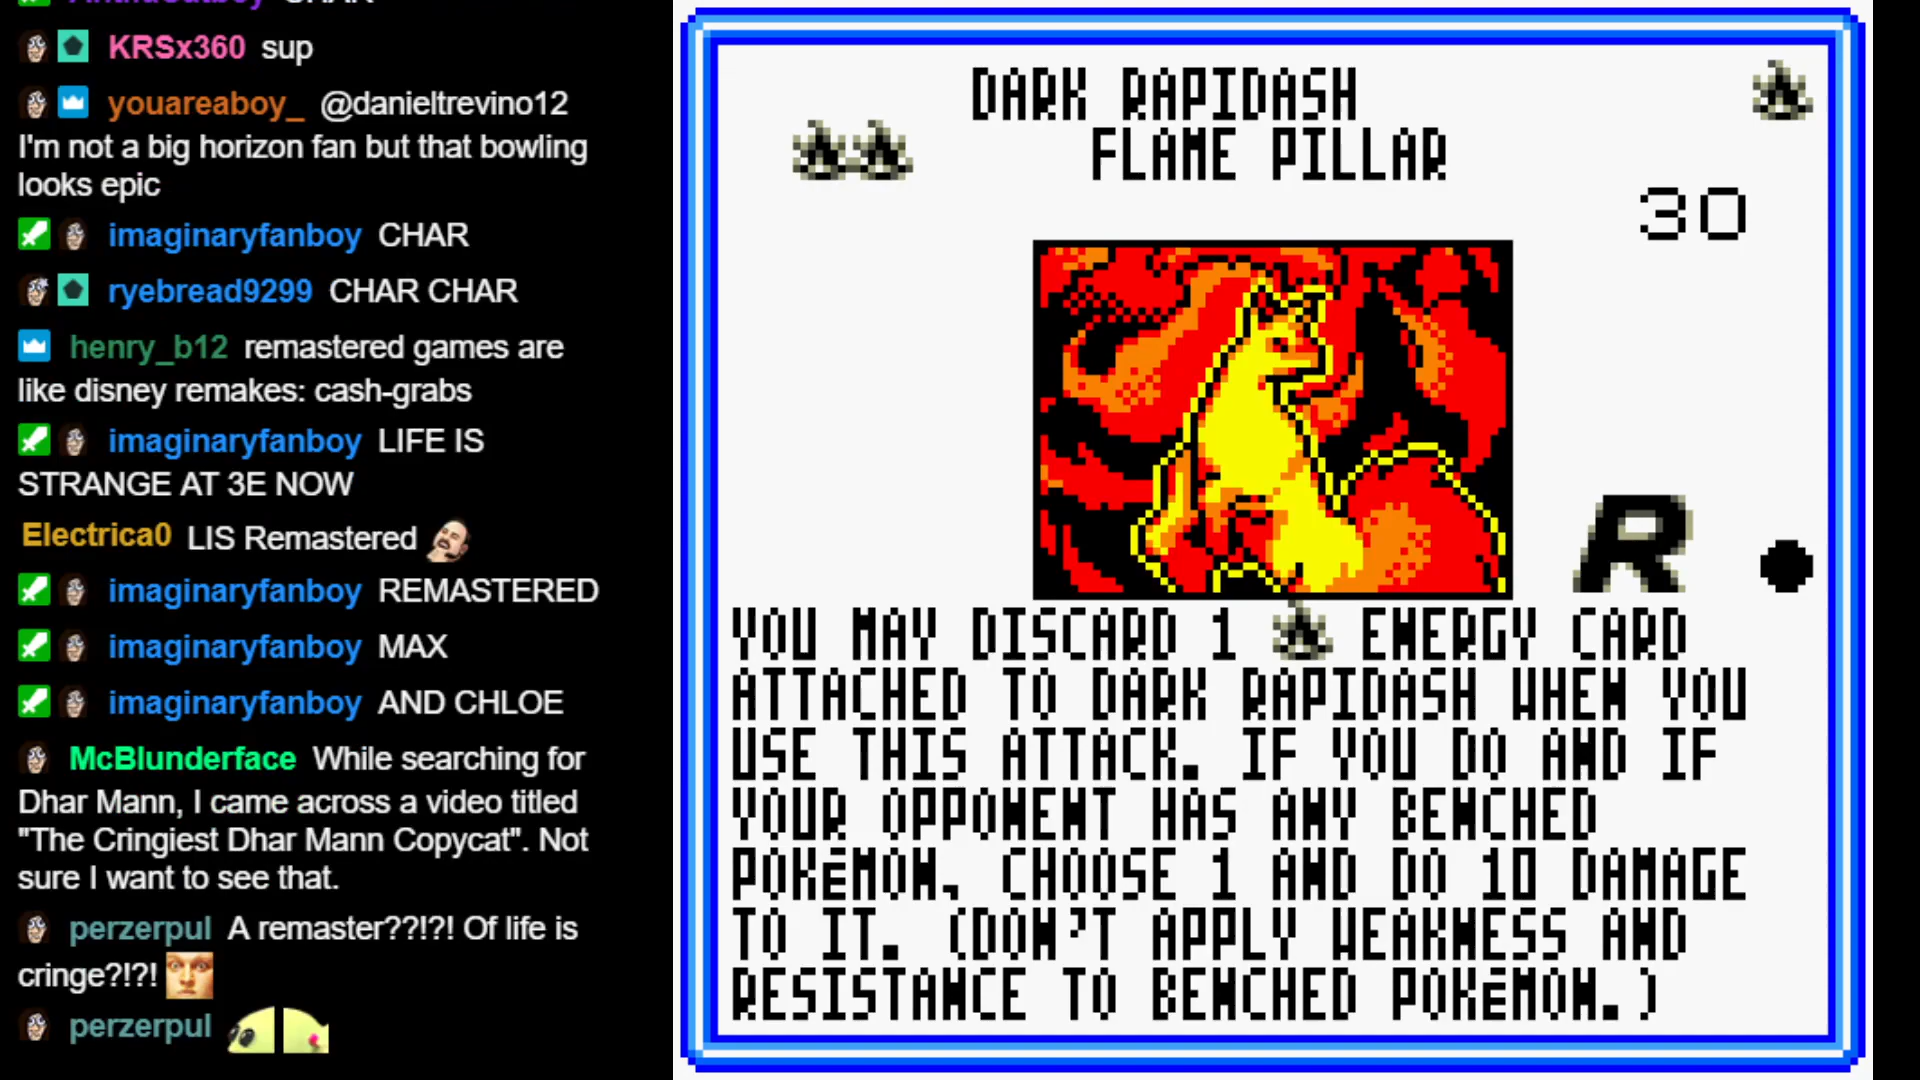 CHAR
KRSx360 sup
youareaboy_ @danieltrevino12
I'm not a big horizon fan but that bowling
looks epic
imaginaryfanboy CHAR
ryebread9299 CHAR CHAR
henry_b12 remastered games are
like disney remakes: cash-grabs
imaginaryfanboy LIFE IS
STRANGE AT 3E NOW
Electrica0 LIS Remastered
imaginaryfanboy REMASTERED
imaginaryfanboy MAX
imaginaryfanboy AND CHLOE
McBlunderface While searching for
Dhar Mann, I came across a video titled
"The Cringiest Dhar Mann Copycat". Not
sure I want to see that.
perzerpul A remaster??!?! Of life is
cringe?!?!
perzerpul
DARK RAPIDASH
FLAME PILLAR
30
R
YOU MAY DISCARD 1 ENERGY CARD
ATTACHED TO DARK RAPIDASH WHEN YOU
USE THIS ATTACK. IF YOU DO AND IF
YOUR OPPONENT HAS ANY BENCHED
POKéMON, CHOOSE 1 AND DO 10 DAMAGE
TO IT. (DON'T APPLY WEAKNESS AND
RESISTANCE TO BENCHED POKéMON.)